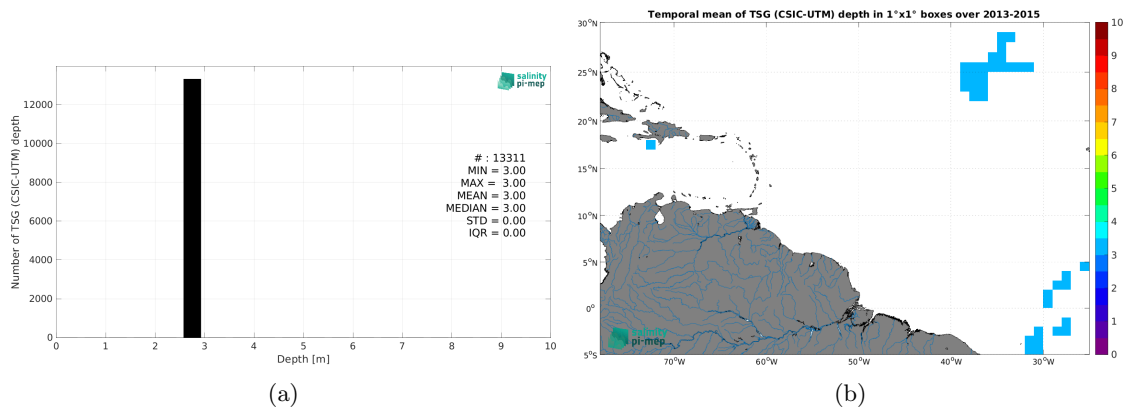 salinity
pi-mep
Number of TSG (CSIC-UTM) depth
12000
10000
8000
6000
4000
2000
0
# : 13311
MIN = 3.00
MAX = 3.00
MEAN = 3.00
MEDIAN = 3.00
STD = 0.00
IQR = 0.00
0 1 2 3 4 5 6 7 8 9 10
Depth [m]
(a)
Temporal mean of TSG (CSIC-UTM) depth in 1°x1° boxes over 2013-2015
30°N
25°N
20°N
15°N
10°N
5°N
0°
5°S
70°W 60°W 50°W 40°W 30°W
salinity
pi-mep
10
9
8
7
6
5
4
3
2
1
0
(b)